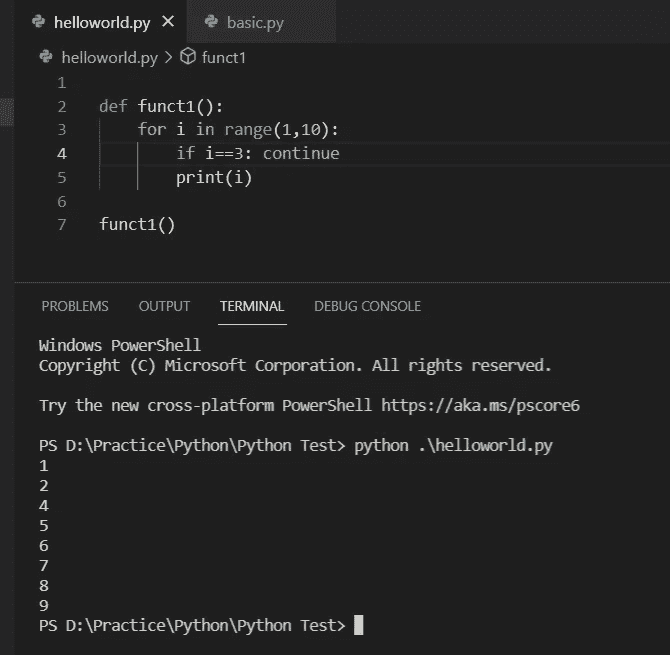 helloworld.py × basic.py
helloworld.py > funct1
1
2 def funct1():
3     for i in range(1,10):
4         if i==3: continue
5         print(i)
6
7 funct1()
PROBLEMS OUTPUT TERMINAL DEBUG CONSOLE
Windows PowerShell
Copyright (C) Microsoft Corporation. All rights reserved.
Try the new cross-platform PowerShell https://aka.ms/pscore6
PS D:\Practice\Python\Python Test> python .\helloworld.py
1
2
4
5
6
7
8
9
PS D:\Practice\Python\Python Test>